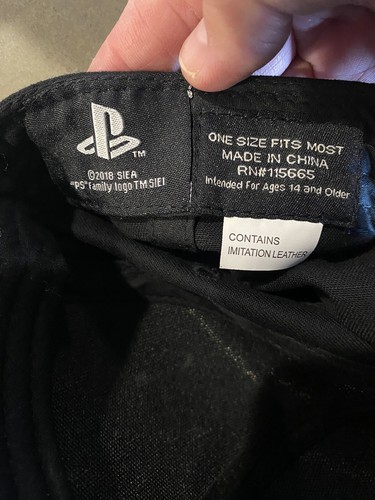 TM
©2018 SIEA
"PS" Family logo TM SIEI
ONE SIZE FITS MOST
MADE IN CHINA
RN#115665
Intended For Ages 14 and Older
CONTAINS
IMITATION LEATHER